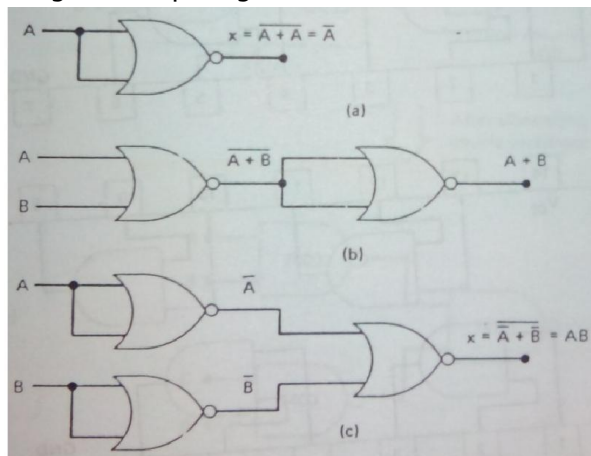 A
x = A̅ ̅+̅ ̅A̅ = A̅
(a)
A
B
A̅ ̅+̅ ̅B̅
A + B
(b)
A
A̅
x = A̿ ̅+̅ ̅B̿ = AB
B
B̅
(c)